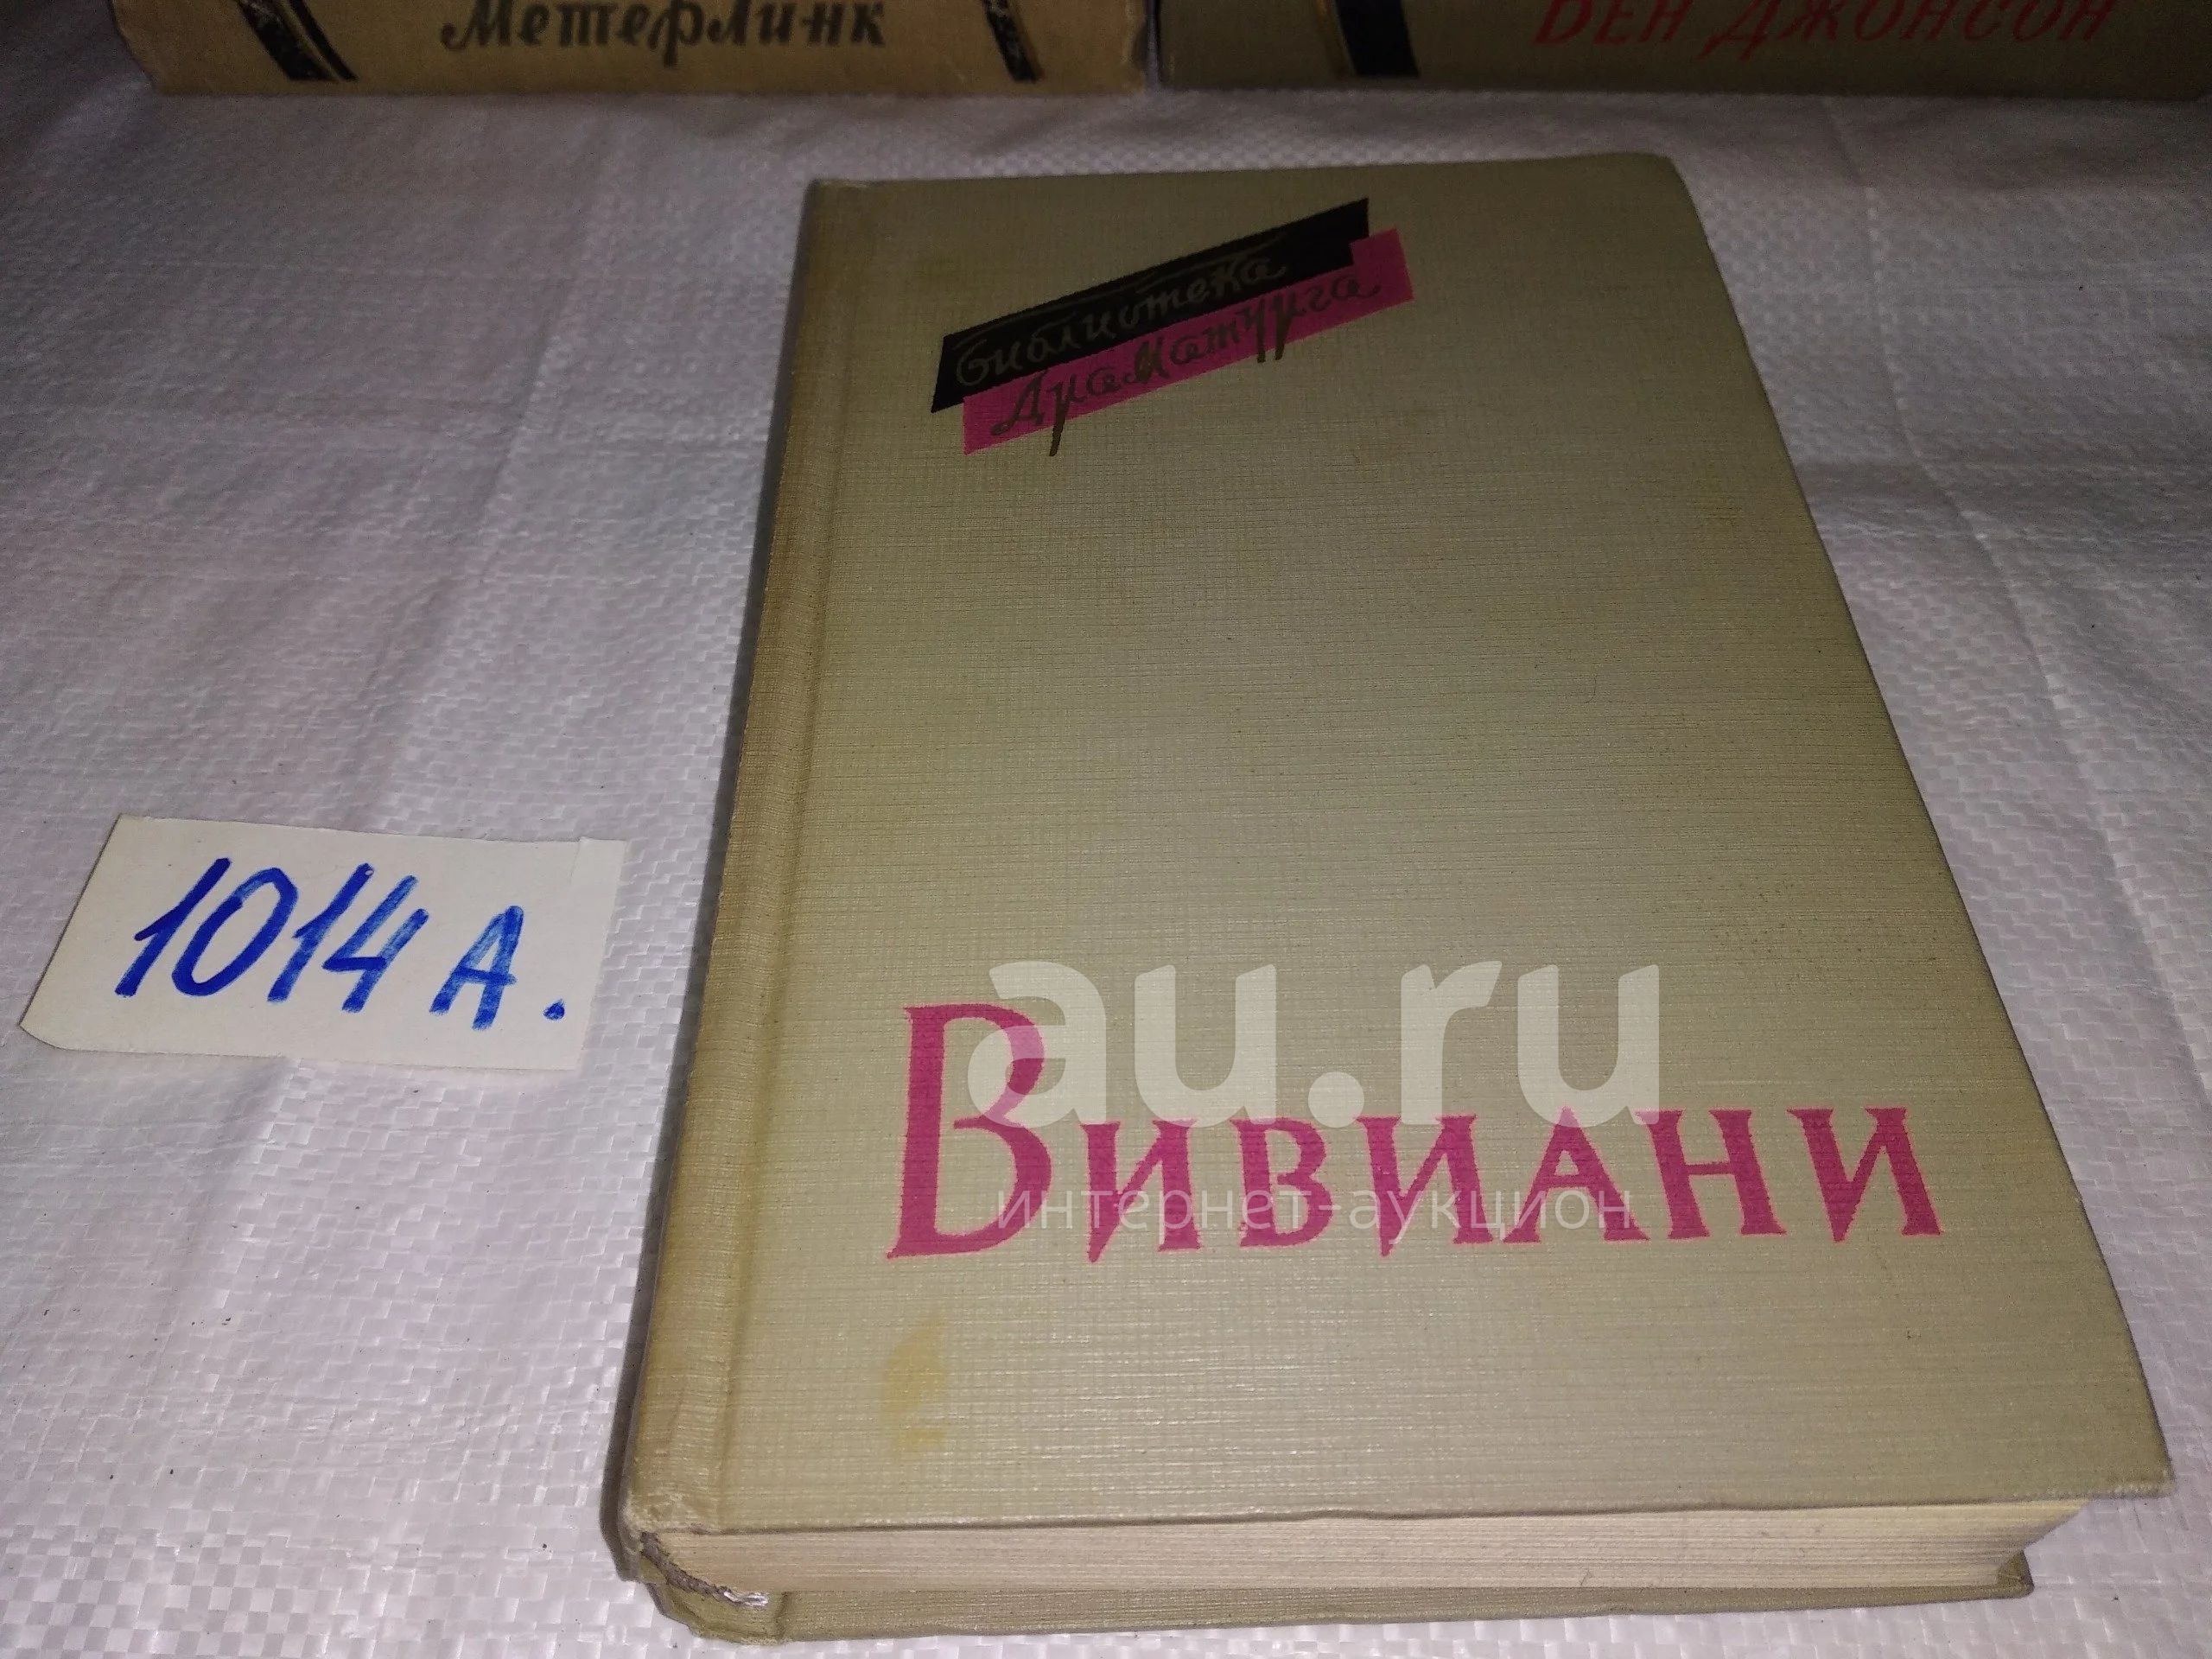 Метерлинк
Бен Джонсон
Библиотека
Драматурга
1014 А.
au.ru
Вивиани
интернет-аукцион